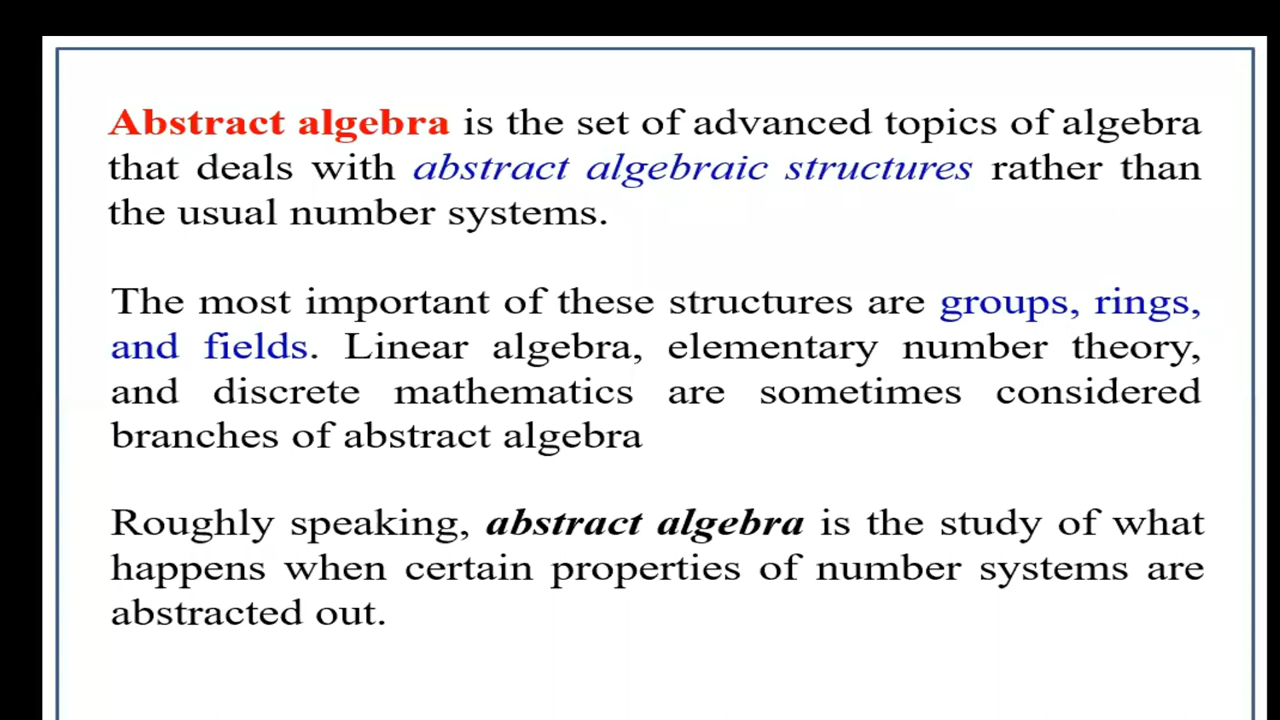 Abstract algebra is the set of advanced topics of algebra
that deals with abstract algebraic structures rather than
the usual number systems.
The most important of these structures are groups, rings,
and fields. Linear algebra, elementary number theory,
and discrete mathematics are sometimes considered
branches of abstract algebra
Roughly speaking, abstract algebra is the study of what
happens when certain properties of number systems are
abstracted out.